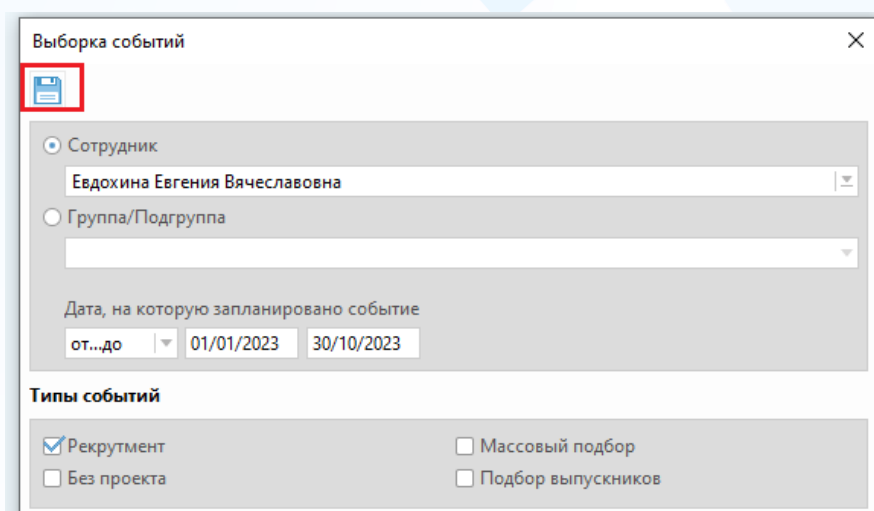 Выборка событий
Сотрудник
Евдохина Евгения Вячеславовна
Группа/Подгруппа
Дата, на которую запланировано событие
от...до 01/01/2023 30/10/2023
Типы событий
Рекрутмент Массовый подбор
Без проекта Подбор выпускников